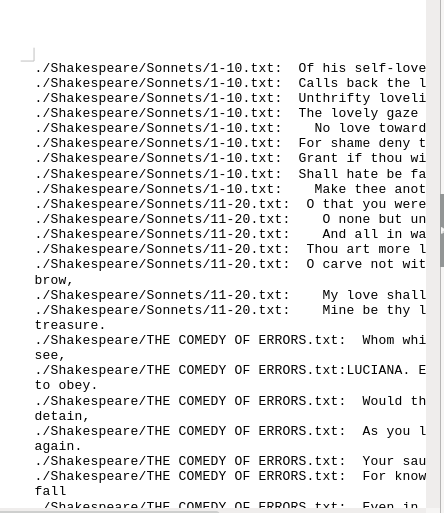 ./Shakespeare/Sonnets/1-10.txt:  Of his self-love
./Shakespeare/Sonnets/1-10.txt:  Calls back the l
./Shakespeare/Sonnets/1-10.txt:  Unthrifty loveli
./Shakespeare/Sonnets/1-10.txt:  The lovely gaze
./Shakespeare/Sonnets/1-10.txt:    No love toward
./Shakespeare/Sonnets/1-10.txt:  For shame deny t
./Shakespeare/Sonnets/1-10.txt:  Grant if thou wi
./Shakespeare/Sonnets/1-10.txt:  Shall hate be fa
./Shakespeare/Sonnets/1-10.txt:    Make thee anot
./Shakespeare/Sonnets/11-20.txt:  O that you were
./Shakespeare/Sonnets/11-20.txt:    O none but un
./Shakespeare/Sonnets/11-20.txt:    And all in wa
./Shakespeare/Sonnets/11-20.txt:  Thou art more l
./Shakespeare/Sonnets/11-20.txt:  O carve not wit
brow,
./Shakespeare/Sonnets/11-20.txt:    My love shall
./Shakespeare/Sonnets/11-20.txt:    Mine be thy l
treasure.
./Shakespeare/THE COMEDY OF ERRORS.txt:  Whom whi
see,
./Shakespeare/THE COMEDY OF ERRORS.txt:LUCIANA. E
to obey.
./Shakespeare/THE COMEDY OF ERRORS.txt:  Would th
detain,
./Shakespeare/THE COMEDY OF ERRORS.txt:  As you l
again.
./Shakespeare/THE COMEDY OF ERRORS.txt:  Your sau
./Shakespeare/THE COMEDY OF ERRORS.txt:  For know
fall
./Shakespeare/THE COMEDY OF ERRORS.txt:  Even in